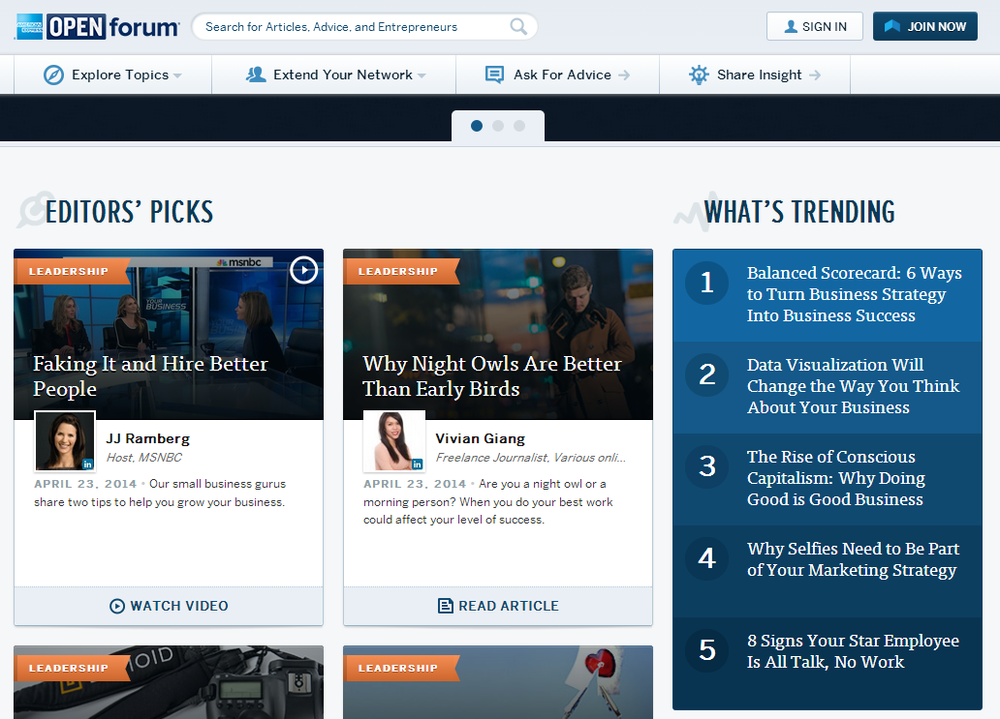 AMERICAN EXPRESS OPEN forum
Search for Articles, Advice, and Entrepreneurs
SIGN IN
JOIN NOW
Explore Topics
Extend Your Network
Ask For Advice
Share Insight
EDITORS’ PICKS
LEADERSHIP
msnbc
YOUR
BUSINESS
Faking It and Hire Better
People
JJ Ramberg
Host, MSNBC
in
APRIL 23, 2014 • Our small business gurus
share two tips to help you grow your business.
WATCH VIDEO
LEADERSHIP
Why Night Owls Are Better
Than Early Birds
Vivian Giang
Freelance Journalist, Various onli...
in
APRIL 23, 2014 • Are you a night owl or a
morning person? When you do your best work
could affect your level of success.
READ ARTICLE
LEADERSHIP
LEADERSHIP
WHAT’S TRENDING
1
Balanced Scorecard: 6 Ways
to Turn Business Strategy
Into Business Success
2
Data Visualization Will
Change the Way You Think
About Your Business
3
The Rise of Conscious
Capitalism: Why Doing
Good is Good Business
4
Why Selfies Need to Be Part
of Your Marketing Strategy
5
8 Signs Your Star Employee
Is All Talk, No Work